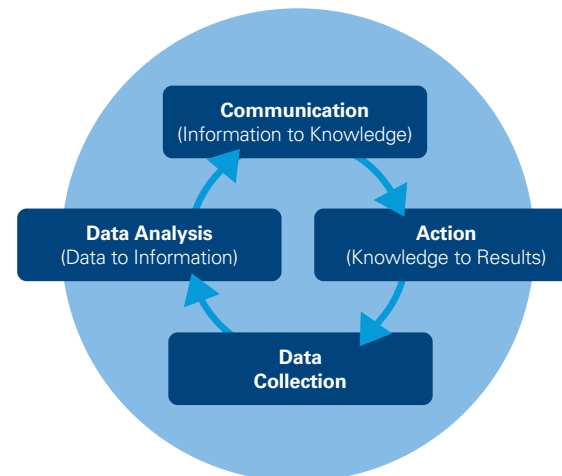 Communication
(Information to Knowledge)
Data Analysis
(Data to Information)
Action
(Knowledge to Results)
Data
Collection